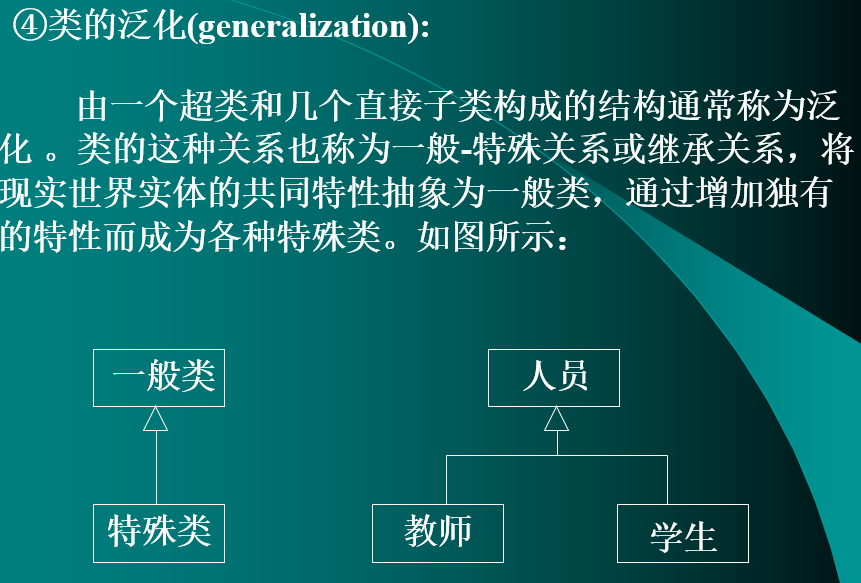 ④类的泛化(generalization):
由一个超类和几个直接子类构成的结构通常称为泛
化 。类的这种关系也称为一般-特殊关系或继承关系，将
现实世界实体的共同特性抽象为一般类，通过增加独有
的特性而成为各种特殊类。如图所示：
一般类
人员
特殊类
教师
学生